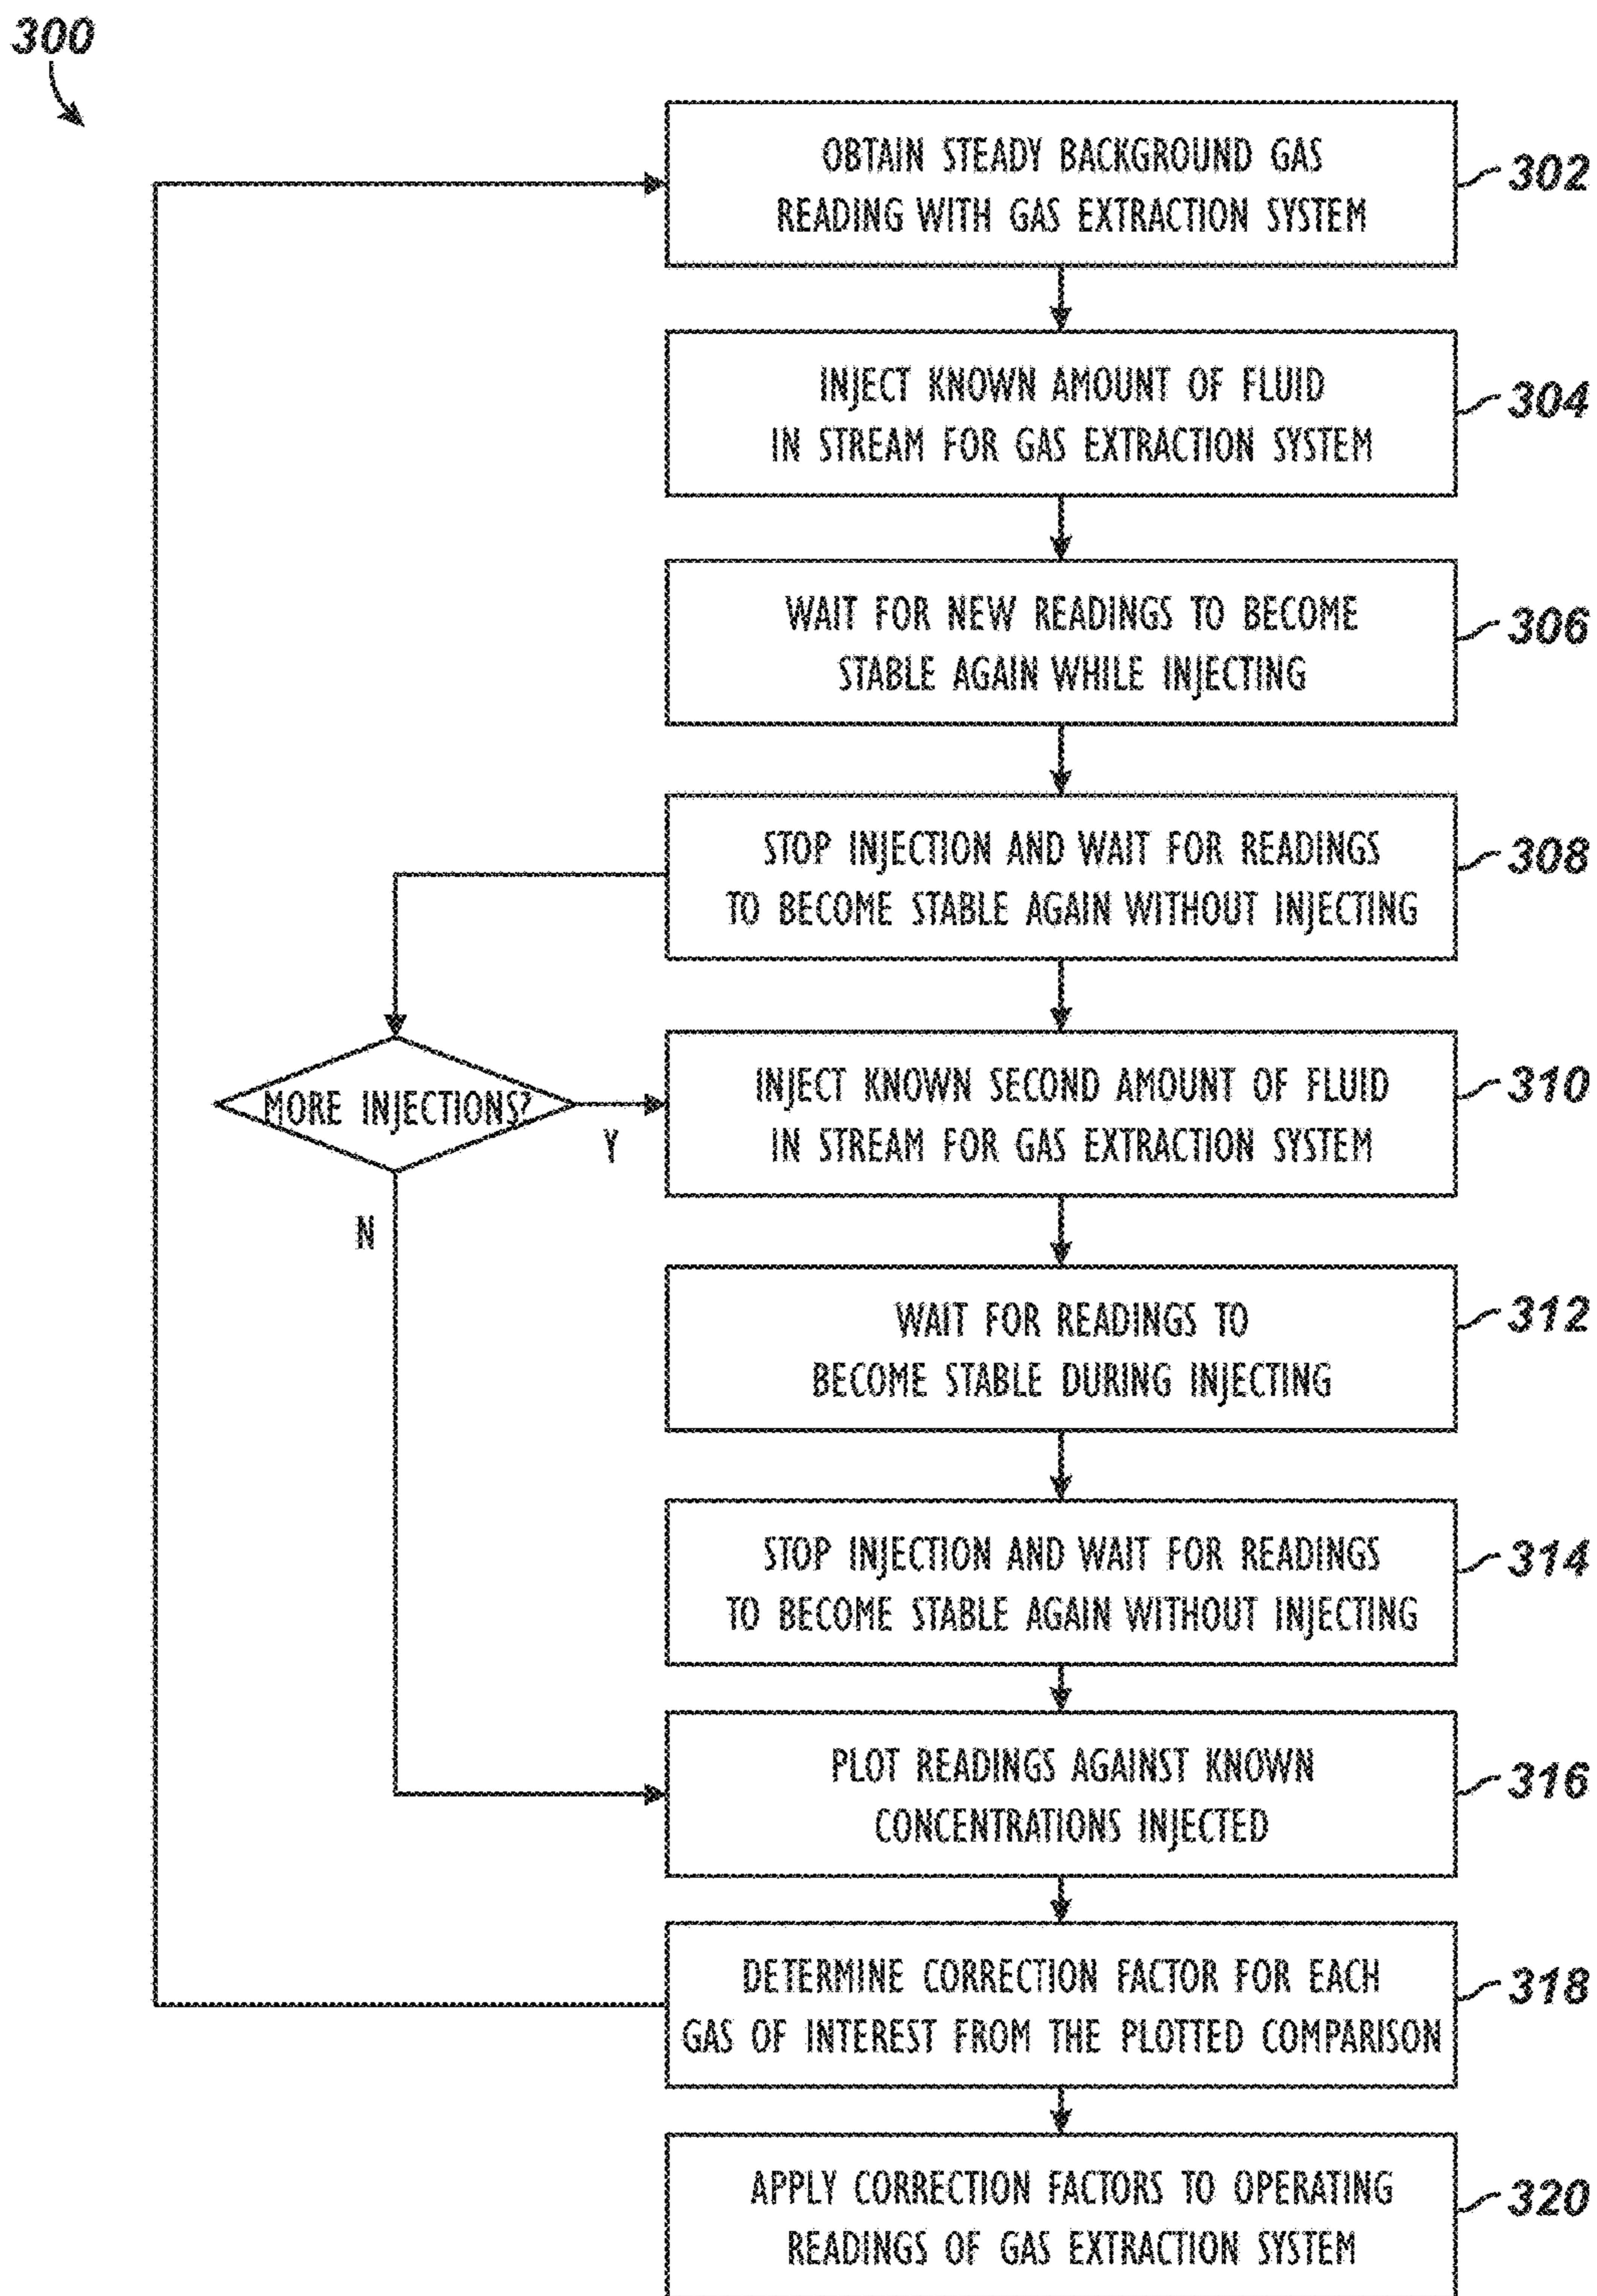 300
OBTAIN STEADY BACKGROUND GAS
READING WITH GAS EXTRACTION SYSTEM
302
INJECT KNOWN AMOUNT OF FLUID
IN STREAM FOR GAS EXTRACTION SYSTEM
304
WAIT FOR NEW READINGS TO BECOME
STABLE AGAIN WHILE INJECTING
306
STOP INJECTION AND WAIT FOR READINGS
TO BECOME STABLE AGAIN WITHOUT INJECTING
308
MORE INJECTIONS?
Y
N
INJECT KNOWN SECOND AMOUNT OF FLUID
IN STREAM FOR GAS EXTRACTION SYSTEM
310
WAIT FOR READINGS TO
BECOME STABLE DURING INJECTING
312
STOP INJECTION AND WAIT FOR READINGS
TO BECOME STABLE AGAIN WITHOUT INJECTING
314
PLOT READINGS AGAINST KNOWN
CONCENTRATIONS INJECTED
316
DETERMINE CORRECTION FACTOR FOR EACH
GAS OF INTEREST FROM THE PLOTTED COMPARISON
318
APPLY CORRECTION FACTORS TO OPERATING
READINGS OF GAS EXTRACTION SYSTEM
320